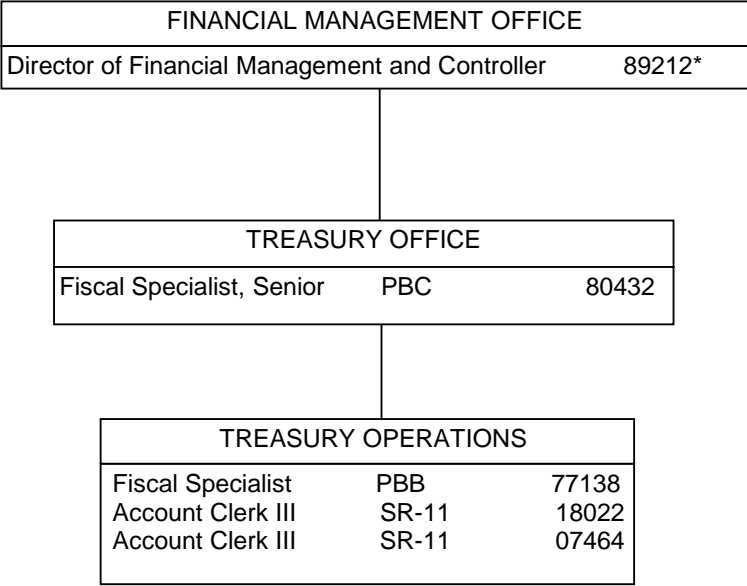 FINANCIAL MANAGEMENT OFFICE
Director of Financial Management and Controller 89212*
TREASURY OFFICE
Fiscal Specialist, Senior PBC 80432
TREASURY OPERATIONS
Fiscal Specialist PBB 77138
Account Clerk III SR-11 18022
Account Clerk III SR-11 07464